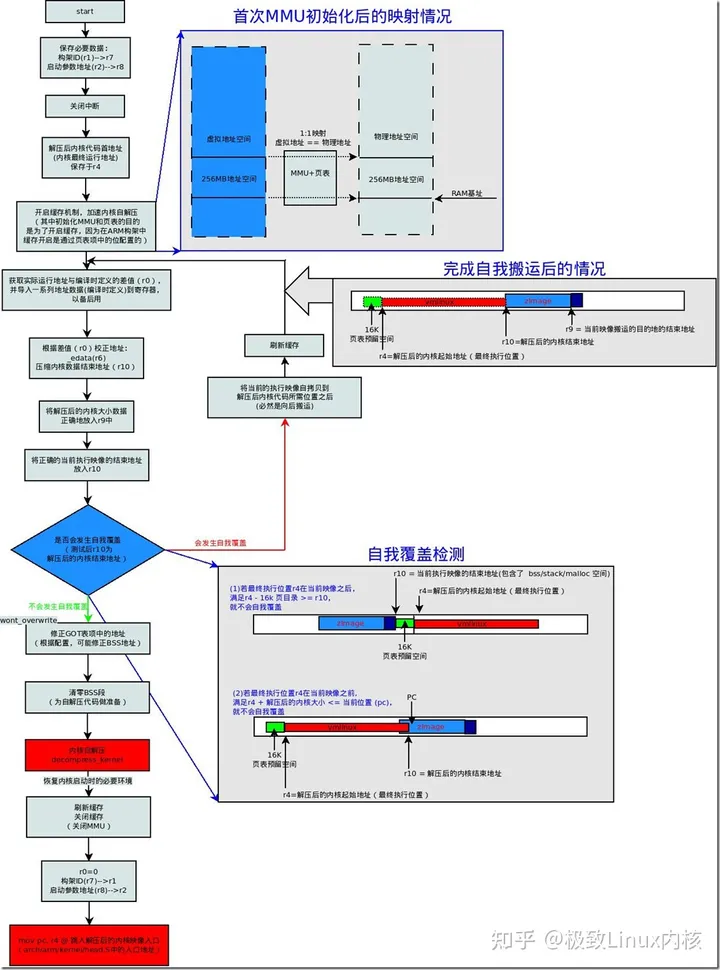 start
保存必要数据:
构架ID(r1)-->r7
启动参数地址(r2)-->r8
关闭中断
解压后内核代码首地址
(内核最终运行地址)
保存于r4
开启缓存机制，加速内核自解压
（其中初始化MMU和页表的目的
是为了开启缓存，因为在ARM构架中
缓存开启是通过页表项中的位配置的）
首次MMU初始化后的映射情况
虚拟地址空间
256MB地址空间
1:1映射
虚拟地址 == 物理地址
MMU+页表
物理地址空间
256MB地址空间
RAM基址
获取实际运行地址与编译时定义的差值（r0），
并导入一系列地址数据(编译时定义)到寄存器，
以备后用
根据差值（r0）校正地址:
_edata(r6)
压缩内核数据结束地址（r10）
将解压后的内核大小数据
正确地放入r9中
将正确的当前执行映像的结束地址
放入r10
刷新缓存
将当前的执行映像自拷贝到
解压后内核代码所需位置之后
(必然是向后搬运)
完成自我搬运后的情况
vmlinux
zImage
16K
页表预留空间
r4=解压后的内核起始地址（最终执行位置）
r10=解压后的内核结束地址
r9 = 当前映像搬运的目的地的结束地址
是否会发生自我覆盖
（测试后r10为
解压后的内核结束地址）
会发生自我覆盖
不会发生自我覆盖
wont_overwrite
自我覆盖检测
(1)若最终执行位置r4在当前映像之后，
满足r4 - 16k 页目录 >= r10，
就不会自我覆盖
r10 = 当前执行映像的结束地址(包含了 bss/stack/malloc 空间)
r4=解压后的内核起始地址（最终执行位置）
zImage
vmlinux
16K
页表预留空间
(2)若最终执行位置r4在当前映像之前，
满足r4 + 解压后的内核大小 <= 当前位置 (pc)，
就不会自我覆盖
PC
vmlinux
zImage
16K
页表预留空间
r10 = 解压后的内核结束地址
r4=解压后的内核起始地址（最终执行位置）
修正GOT表项中的地址
（根据配置，可能修正BSS地址）
清零BSS段
（为自解压代码做准备）
内核自解压
decompress_kernel
恢复内核启动时的必要环境
刷新缓存
关闭缓存
（关闭MMU）
r0=0
构架ID(r7)-->r1
启动参数地址(r8)-->r2
mov pc, r4 @ 跳入解压后的内核映像入口
（arch/arm/kernel/head.S中的入口地址）
知乎 @极致Linux内核